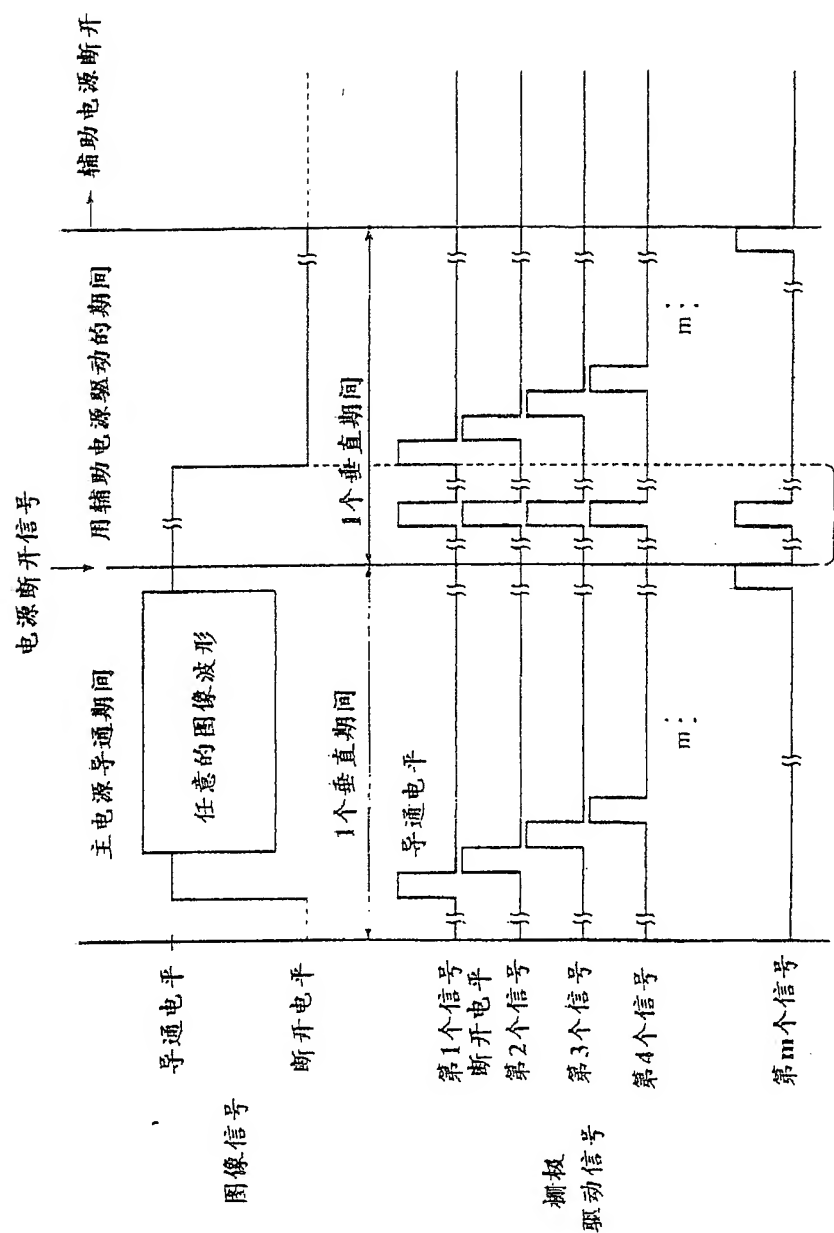 电源断开信号
主电源导通期间
用辅助电源驱动的期间
辅助电源断开
图像信号
导通电平
任意的图像波形
断开电平
1个垂直期间
1个垂直期间
导通电平
栅极
驱动信号
第1个信号
断开电平
第2个信号
第3个信号
第4个信号
m:
m:
第m个信号